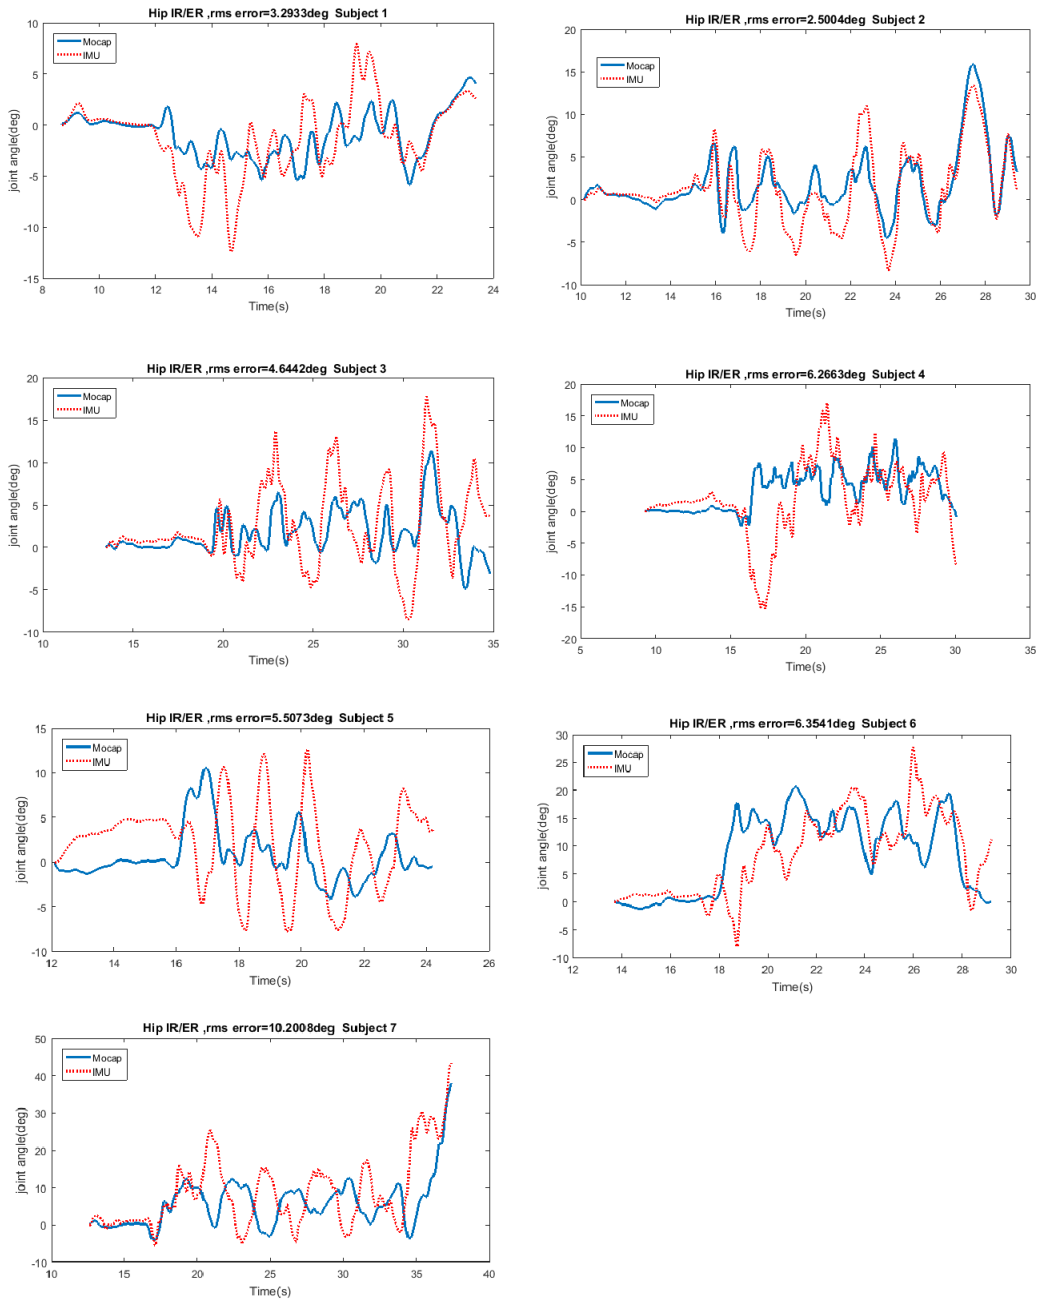 Hip IR/ER ,rms error=3.2933deg  Subject 1
10
5
0
-5
-10
-15
joint angle(deg)
Mocap
IMU
8 10 12 14 16 18 20 22 24
Time(s)
Hip IR/ER ,rms error=2.5004deg  Subject 2
20
15
10
5
0
-5
-10
joint angle(deg)
Mocap
IMU
10 12 14 16 18 20 22 24 26 28 30
Time(s)
Hip IR/ER ,rms error=4.6442deg  Subject 3
20
15
10
5
0
-5
-10
joint angle(deg)
Mocap
IMU
10 15 20 25 30 35
Time(s)
Hip IR/ER ,rms error=6.2663deg  Subject 4
20
15
10
5
0
-5
-10
-15
-20
joint angle(deg)
Mocap
IMU
5 10 15 20 25 30 35
Time(s)
Hip IR/ER ,rms error=5.5073deg  Subject 5
15
10
5
0
-5
-10
joint angle(deg)
Mocap
IMU
12 14 16 18 20 22 24 26
Time(s)
Hip IR/ER ,rms error=6.3541deg  Subject 6
30
25
20
15
10
5
0
-5
-10
joint angle(deg)
Mocap
IMU
12 14 16 18 20 22 24 26 28 30
Time(s)
Hip IR/ER ,rms error=10.2008deg  Subject 7
50
40
30
20
10
0
-10
joint angle(deg)
Mocap
IMU
10 15 20 25 30 35 40
Time(s)